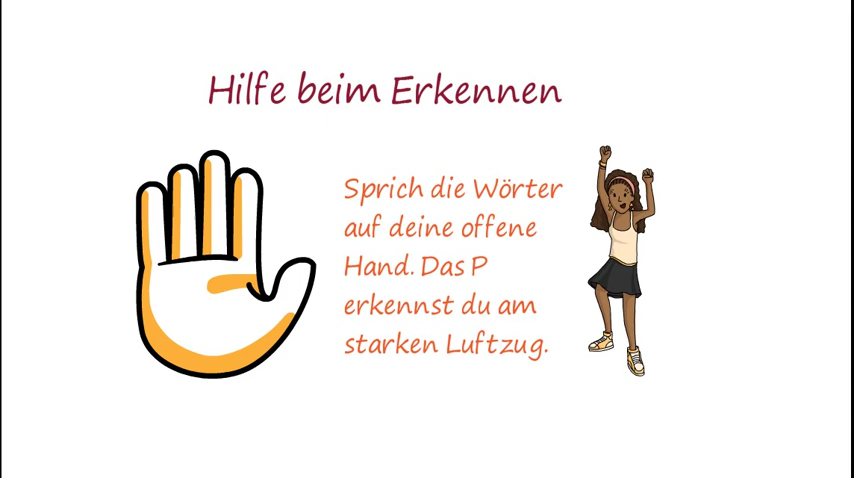 Hilfe beim Erkennen
Sprich die Wörter
auf deine offene
Hand. Das P
erkennst du am
starken Luftzug.